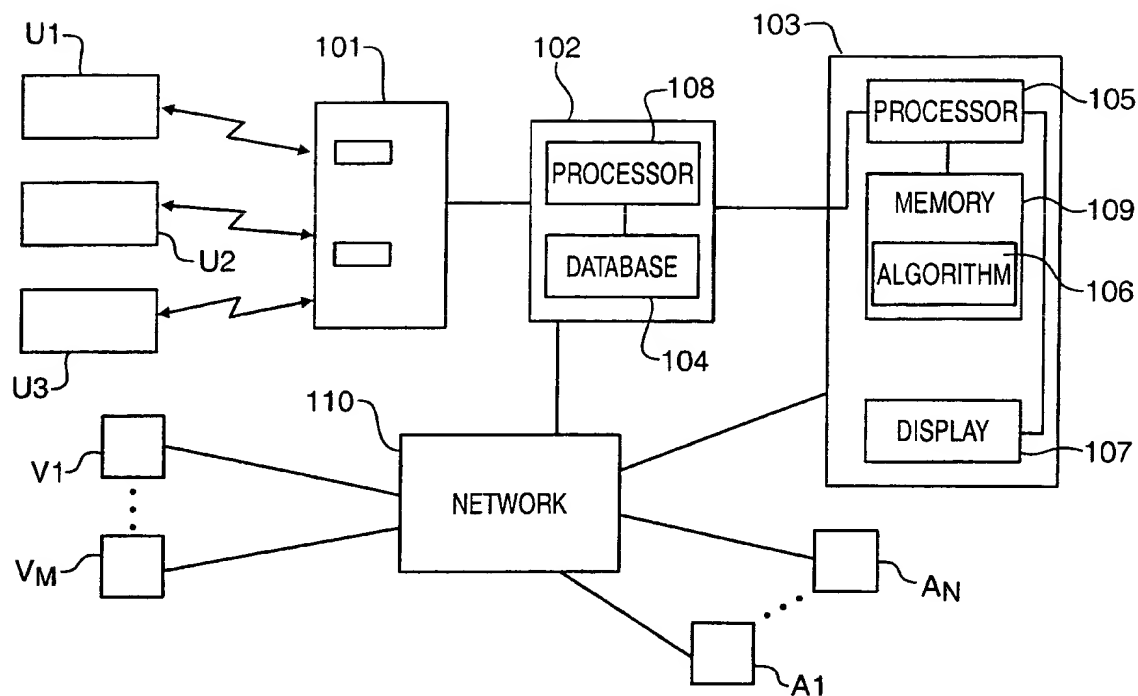 U1
101
102
103
108
105
PROCESSOR
PROCESSOR
MEMORY
109
U2
DATABASE
ALGORITHM
106
104
U3
110
DISPLAY
107
V1
NETWORK
VM
AN
A1